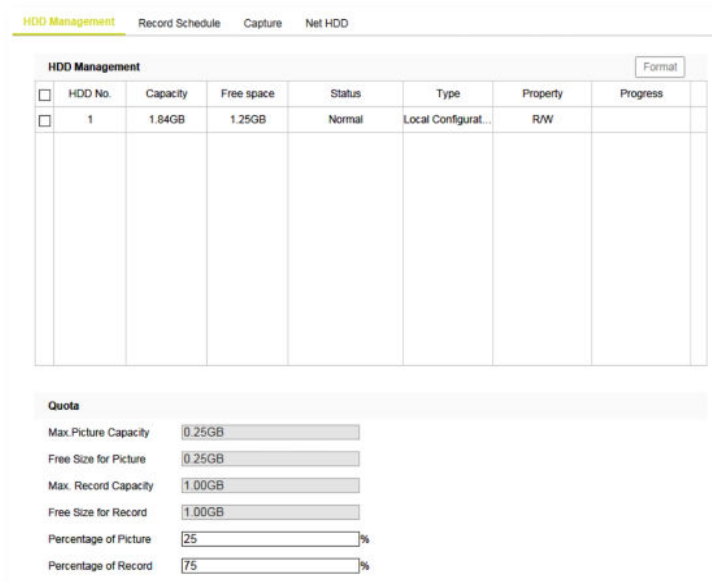 HDD Management Record Schedule Capture Net HDD
HDD Management Format
HDD No. Capacity Free space Status Type Property Progress
1 1.84GB 1.25GB Normal Local Configurat... R/W
Quota
Max.Picture Capacity 0.25GB
Free Size for Picture 0.25GB
Max. Record Capacity 1.00GB
Free Size for Record 1.00GB
Percentage of Picture 25 %
Percentage of Record 75 %